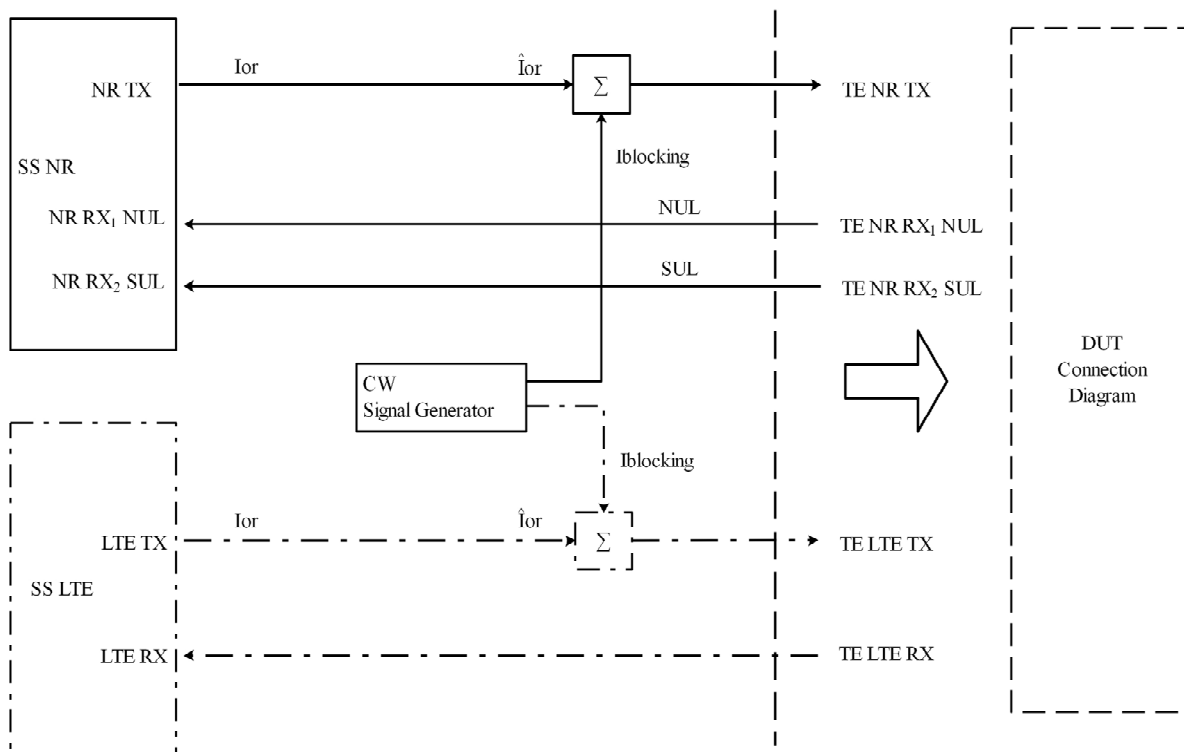 Ior
Îor
NR TX
Σ
TE NR TX
Iblocking
SS NR
NR RX₁ NUL
NUL
TE NR RX₁ NUL
NR RX₂ SUL
SUL
TE NR RX₂ SUL
DUT
Connection
Diagram
CW
Signal Generator
Iblocking
Ior
Îor
LTE TX
Σ
TE LTE TX
SS LTE
LTE RX
TE LTE RX